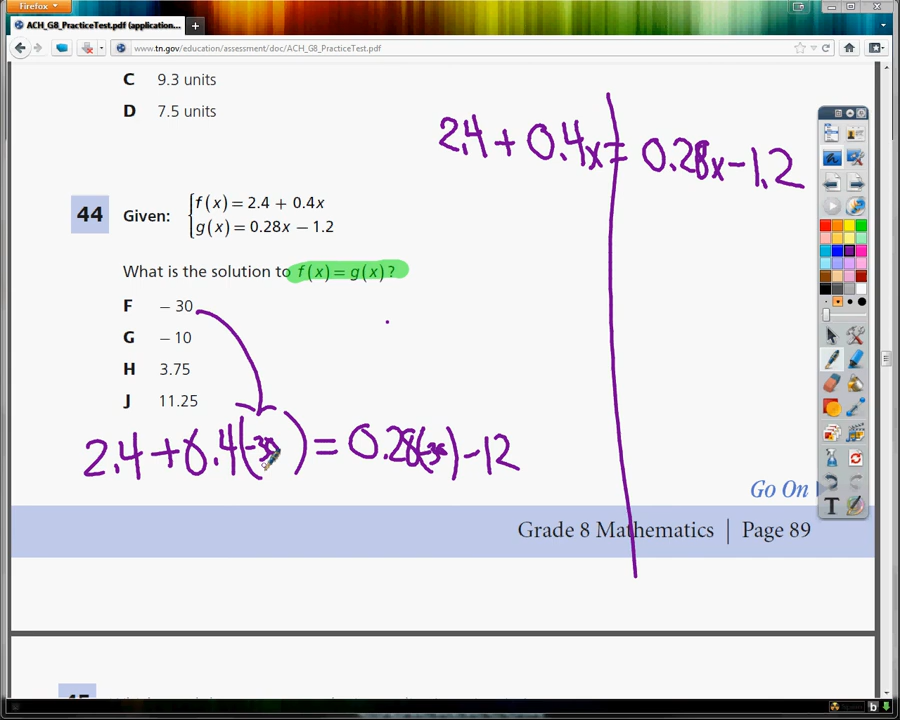 Firefox
ACH_G8_PracticeTest.pdf (application...
www.tn.gov/education/assessment/doc/ACH_G8_PracticeTest.pdf
C 9.3 units
D 7.5 units
2.4 + 0.4x = 0.28x - 1.2
44 Given: f(x) = 2.4 + 0.4x
g(x) = 0.28x − 1.2
What is the solution to f(x) = g(x)?
F − 30
G − 10
H 3.75
J 11.25
2.4 + 0.4(-30) = 0.28(-30) - 12
Go On
Grade 8 Mathematics | Page 89